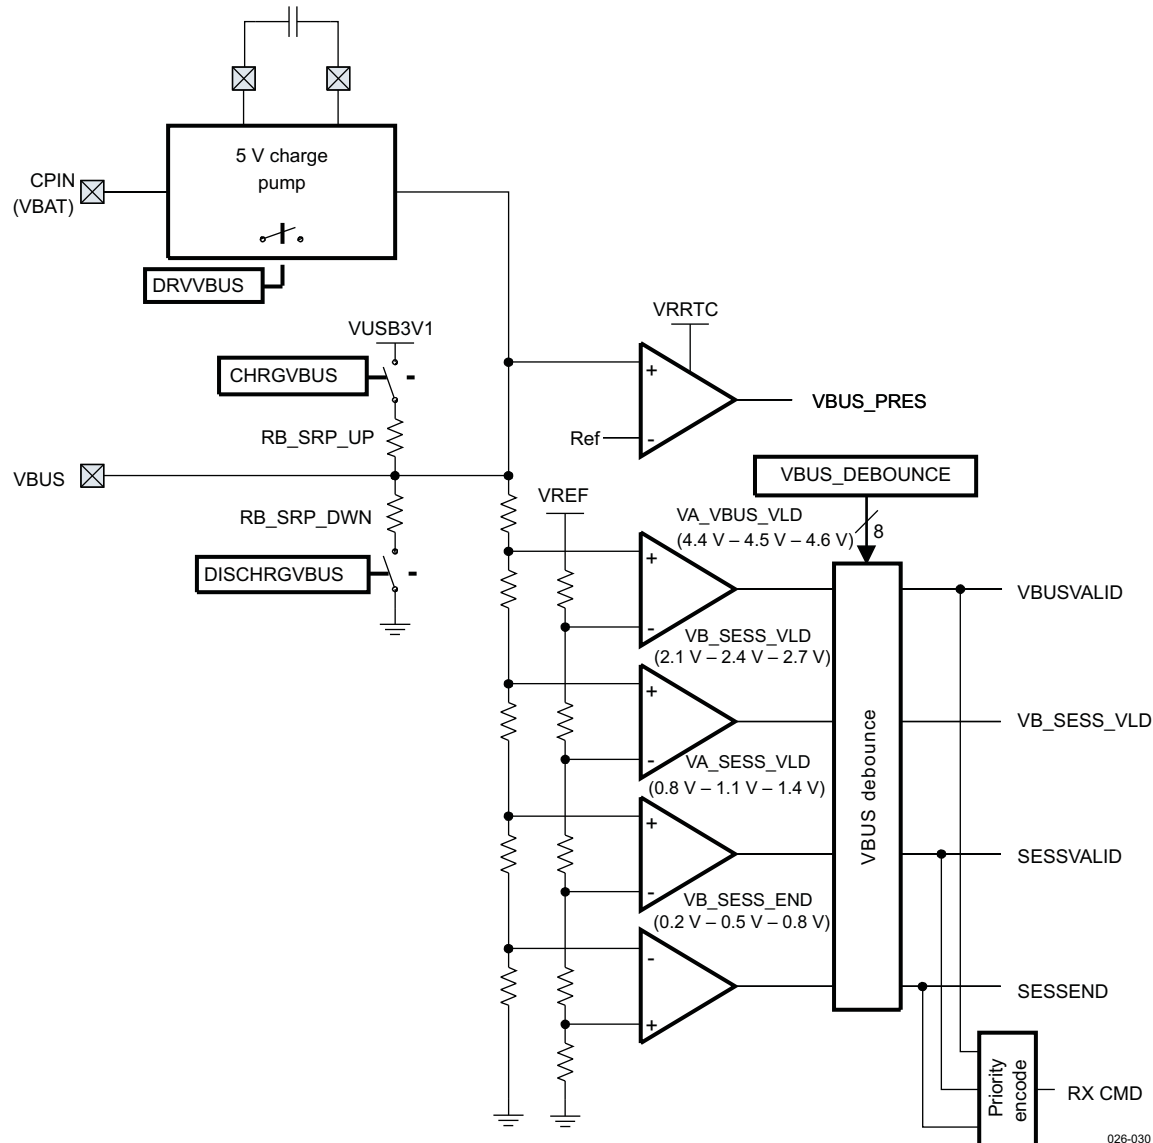 5 V charge
pump
CPIN
(VBAT)
DRVVBUS
VUSB3V1
CHRGVBUS
RB_SRP_UP
VBUS
RB_SRP_DWN
DISCHRGVBUS
VRRTC
+
VBUS_PRES
Ref
-
VBUS_DEBOUNCE
VREF
VA_VBUS_VLD
(4.4 V – 4.5 V – 4.6 V)
8
+
-
VBUSVALID
VB_SESS_VLD
(2.1 V – 2.4 V – 2.7 V)
+
-
VB_SESS_VLD
VA_SESS_VLD
(0.8 V – 1.1 V – 1.4 V)
VBUS debounce
+
-
SESSVALID
VB_SESS_END
(0.2 V – 0.5 V – 0.8 V)
-
+
SESSEND
Priority
encode
RX CMD
026-030